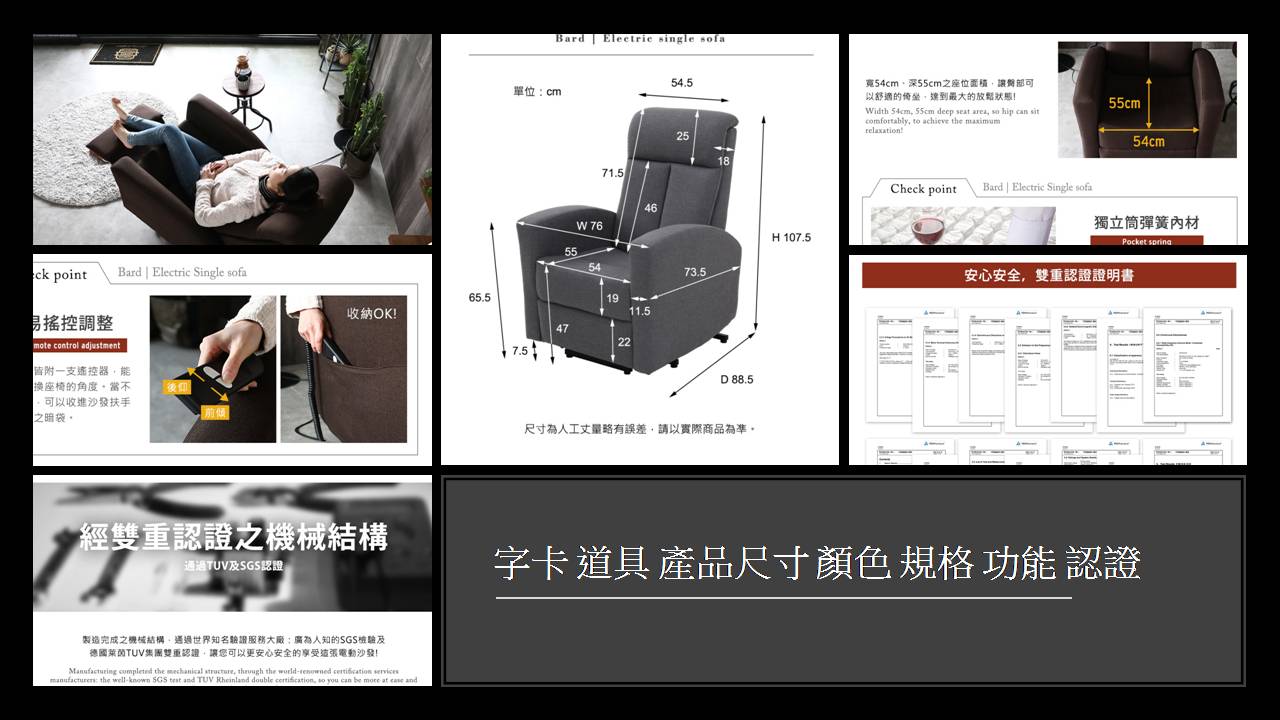 Bard | Electric single sofa
單位：cm
54.5
25
18
71.5
46
W 76
H 107.5
55
54
73.5
65.5
19
11.5
47
22
7.5
D 88.5
尺寸為人工丈量略有誤差，請以實際商品為準。
寬54cm、深55cm之座位面積，讓臀部可
以舒適的倚坐，達到最大的放鬆狀態!
Width 54cm, 55cm deep seat area, so hip can sit
comfortably, to achieve the maximum
relaxation!
55cm
54cm
Check point
Bard | Electric Single sofa
獨立筒彈簧內材
Pocket spring
eck point
Bard | Electric Single sofa
易搖控調整
mote control adjustment
皆附一支遙控器，能
操座椅的角度。當不
，可以收進沙發扶手
之暗袋。
後仰
前傾
收納OK!
安心安全，雙重認證證明書
經雙重認證之機械結構
通過TUV及SGS認證
製造完成之機械結構，通過世界知名驗證服務大廠：廣為人知的SGS檢驗及
德國萊茵TUV集團雙重認證，讓您可以更安心安全的享受這張電動沙發!
Manufacturing completed the mechanical structure, through the world-renowned certification services
manufacturers: the well-known SGS test and TUV Rheinland double certification, so you can be more at ease and
字卡 道具 產品尺寸 顏色 規格 功能 認證